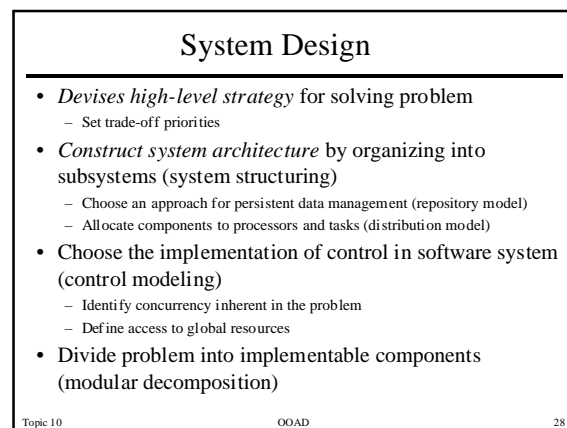 System Design
• Devises high-level strategy for solving problem
– Set trade-off priorities
• Construct system architecture by organizing into
subsystems (system structuring)
– Choose an approach for persistent data management (repository model)
– Allocate components to processors and tasks (distribution model)
• Choose the implementation of control in software system
(control modeling)
– Identify concurrency inherent in the problem
– Define access to global resources
• Divide problem into implementable components
(modular decomposition)
Topic 10 OOAD 28